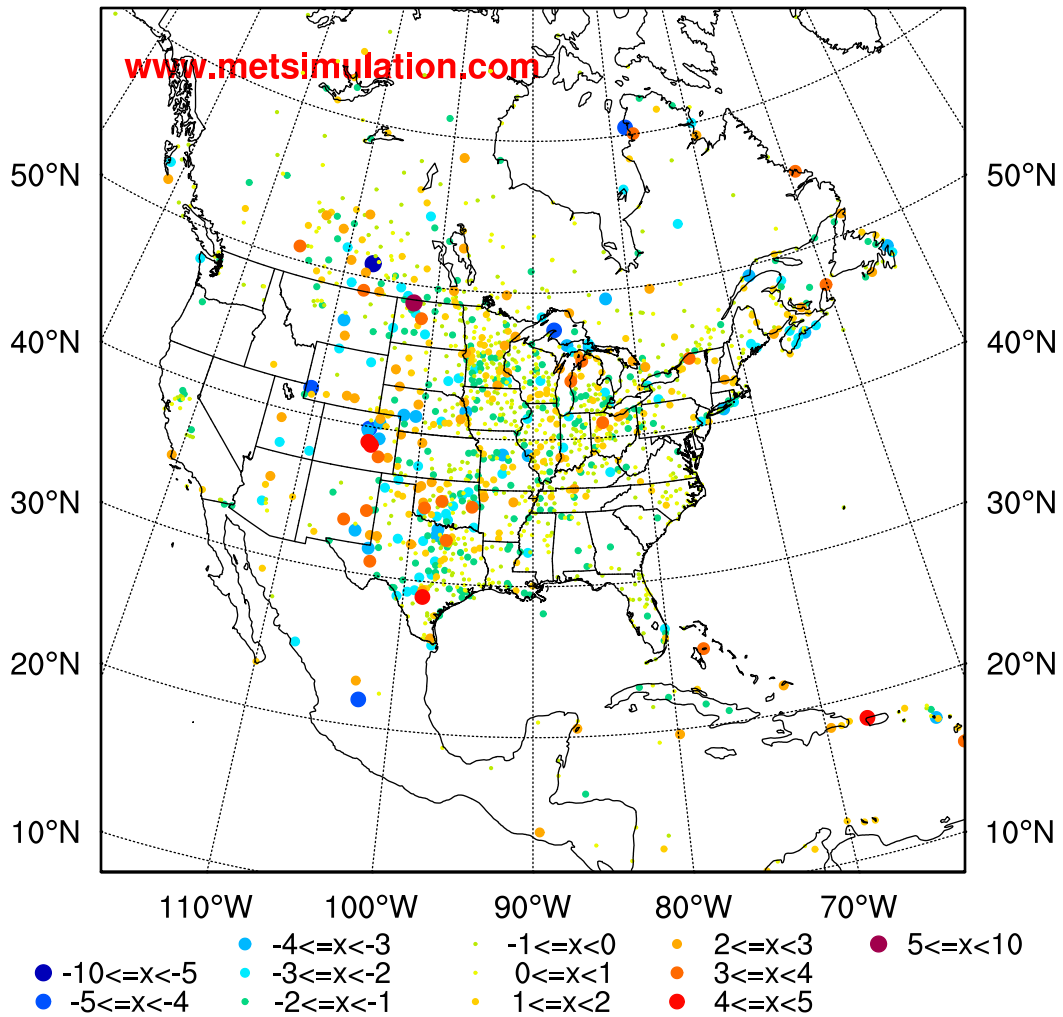 www.metsimulation.com
50°N 50°N
40°N 40°N
30°N 30°N
20°N 20°N
10°N 10°N
110°W 100°W 90°W 80°W 70°W
-4<=x<-3 -1<=x<0 2<=x<3 5<=x<10
-10<=x<-5 -3<=x<-2 0<=x<1 3<=x<4
-5<=x<-4 -2<=x<-1 1<=x<2 4<=x<5